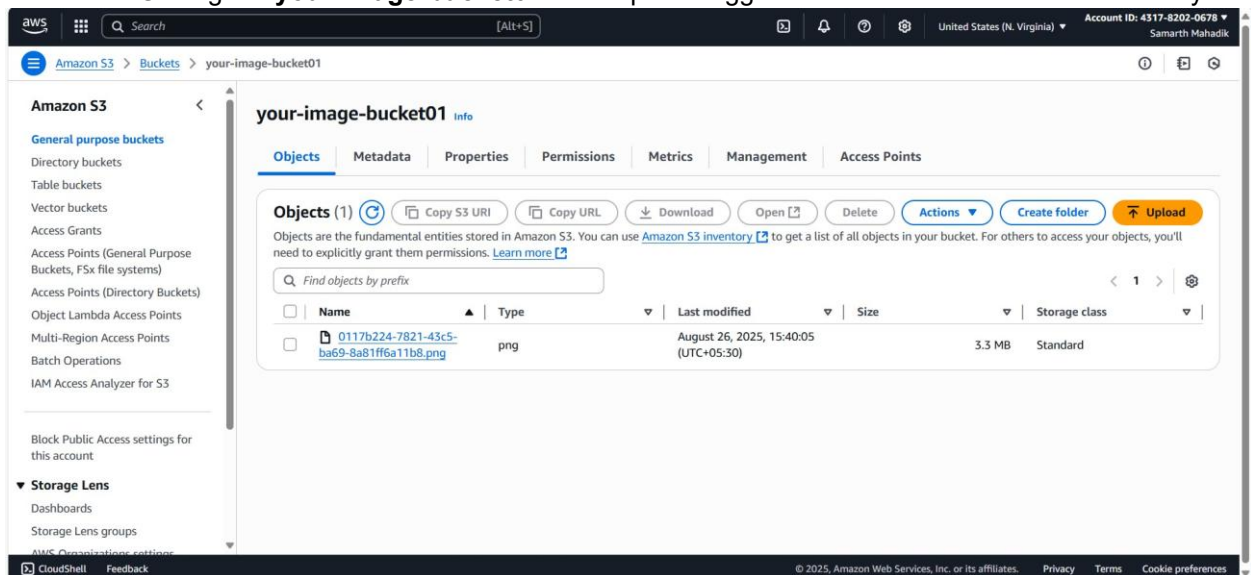 aws Search [Alt+S] United States (N. Virginia) ▼ Account ID: 4317-8202-0678 ▼
Samarth Mahadik
Amazon S3 > Buckets > your-image-bucket01
Amazon S3
General purpose buckets
Directory buckets
Table buckets
Vector buckets
Access Grants
Access Points (General Purpose
Buckets, FSx file systems)
Access Points (Directory Buckets)
Object Lambda Access Points
Multi-Region Access Points
Batch Operations
IAM Access Analyzer for S3
Block Public Access settings for
this account
▼ Storage Lens
Dashboards
Storage Lens groups
AWS Organizations settings
your-image-bucket01 Info
Objects Metadata Properties Permissions Metrics Management Access Points
Objects (1) Copy S3 URI Copy URL Download Open Delete Actions ▼ Create folder Upload
Objects are the fundamental entities stored in Amazon S3. You can use Amazon S3 inventory to get a list of all objects in your bucket. For others to access your objects, you'll
need to explicitly grant them permissions. Learn more
Find objects by prefix < 1 >
Name Type Last modified Size Storage class
0117b224-7821-43c5-
ba69-8a81ff6a11b8.png png August 26, 2025, 15:40:05
(UTC+05:30) 3.3 MB Standard
CloudShell Feedback © 2025, Amazon Web Services, Inc. or its affiliates. Privacy Terms Cookie preferences